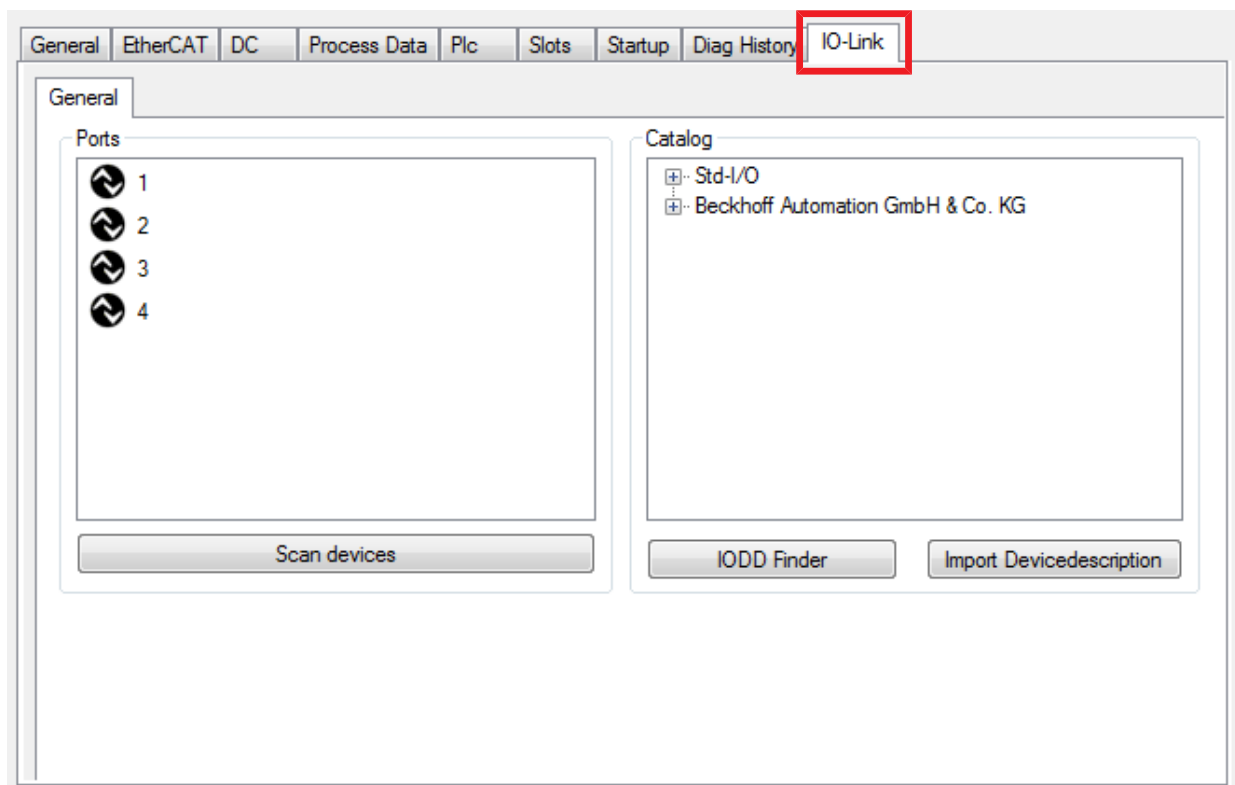 General EtherCAT DC Process Data Plc Slots Startup Diag History IO-Link
General
Ports
1
2
3
4
Scan devices
Catalog
Std-I/O
Beckhoff Automation GmbH & Co. KG
IODD Finder Import Devicedescription